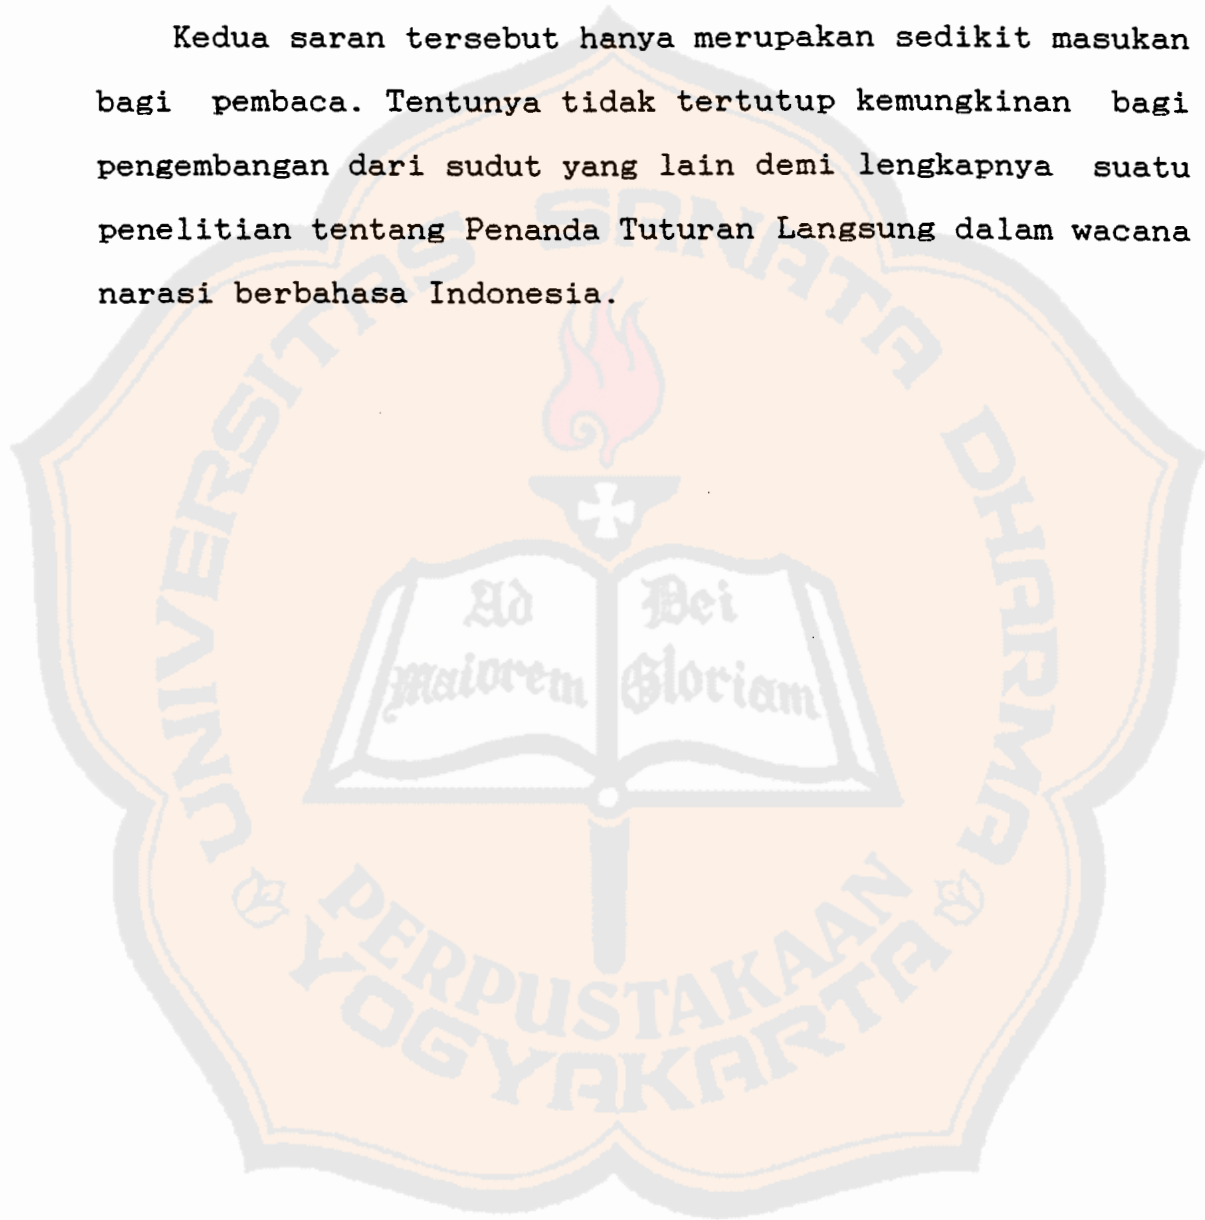 Kedua saran tersebut hanya merupakan sedikit masukan
bagi pembaca. Tentunya tidak tertutup kemungkinan bagi
pengembangan dari sudut yang lain demi lengkapnya suatu
penelitian tentang Penanda Tuturan Langsung dalam wacana
narasi berbahasa Indonesia.
UNIVERSITAS SANATA DHARMA
Ad Dei
Maiorem Gloriam
PERPUSTAKAAN
YOGYAKARTA